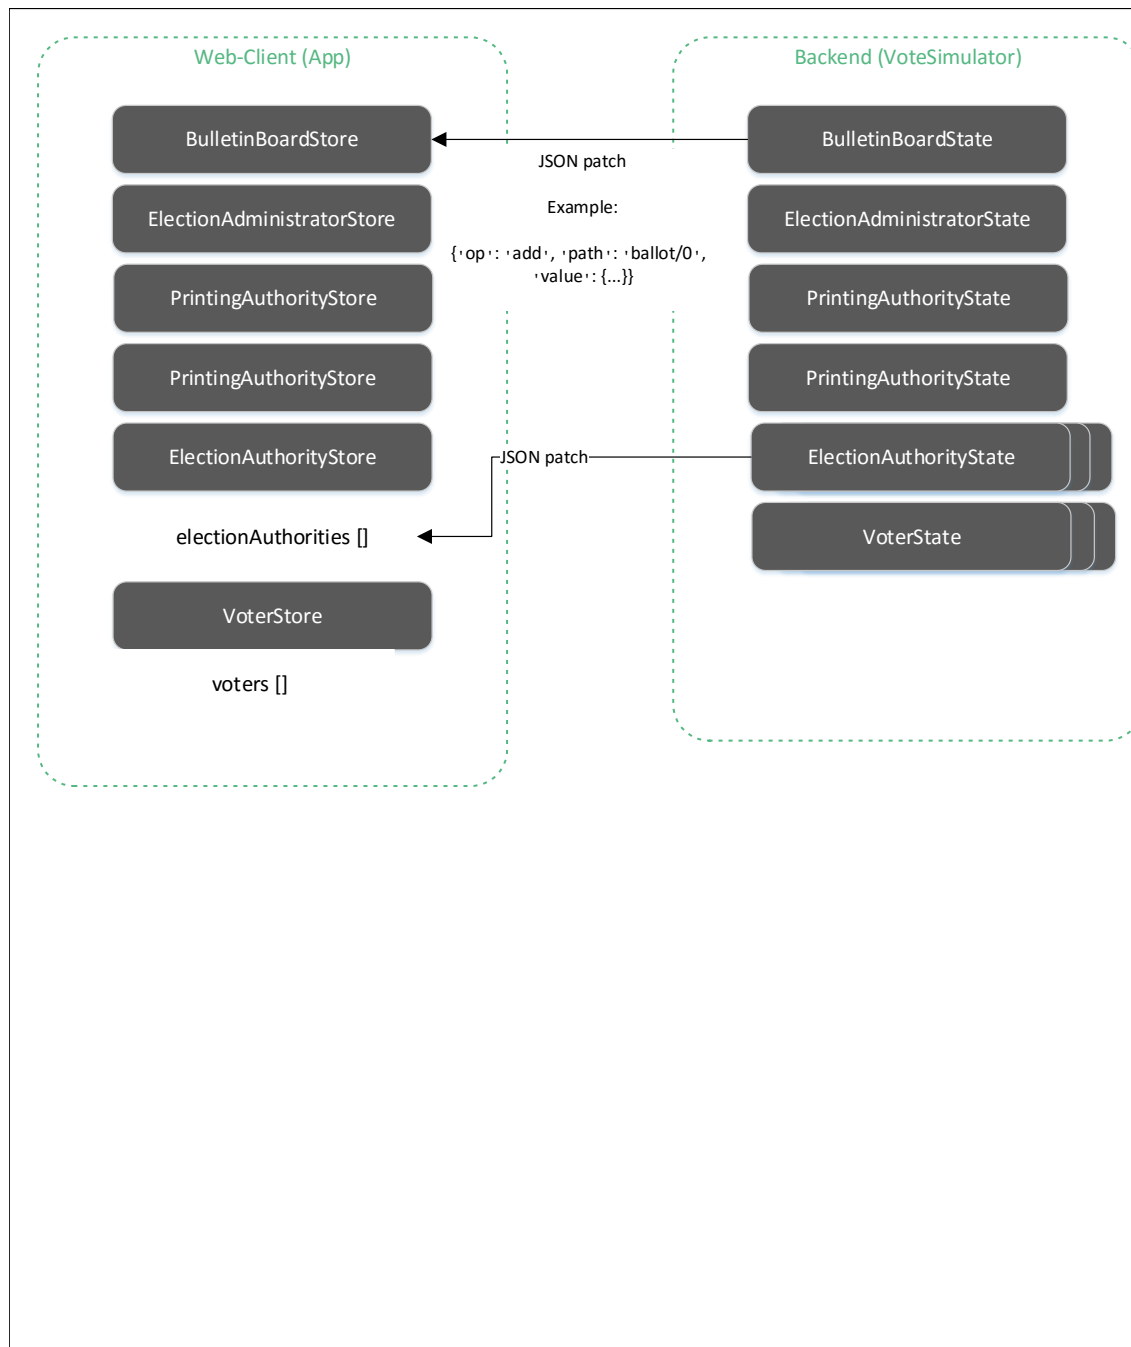 Web-Client (App)
Backend (VoteSimulator)
BulletinBoardStore
BulletinBoardState
JSON patch
ElectionAdministratorStore
Example:
ElectionAdministratorState
{'op': 'add', 'path': 'ballot/0',
'value': {...}}
PrintingAuthorityStore
PrintingAuthorityState
PrintingAuthorityStore
PrintingAuthorityState
ElectionAuthorityStore
JSON patch
ElectionAuthorityState
electionAuthorities []
VoterState
VoterStore
voters []